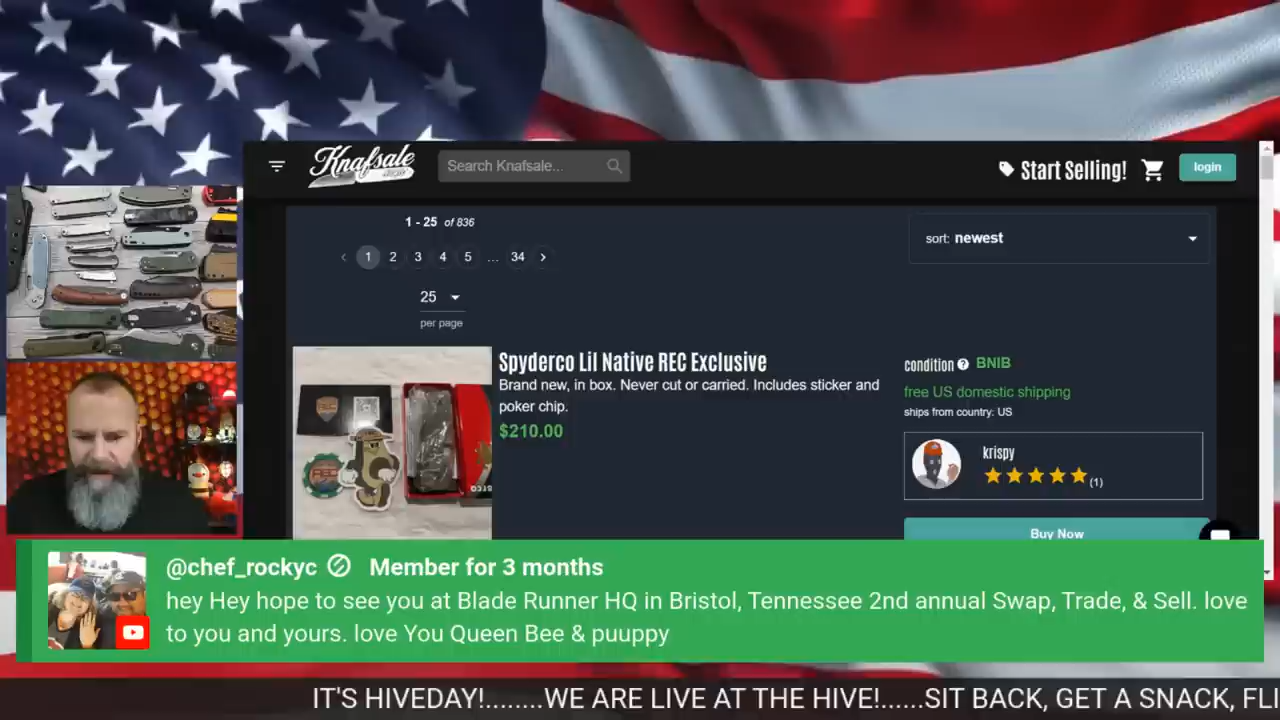 Knafsale
Search Knafsale...
Start Selling!
login
1 - 25 of 836
sort: newest
1 2 3 4 5 ... 34
25
per page
Spyderco Lil Native REC Exclusive
Brand new, in box. Never cut or carried. Includes sticker and
poker chip.
$210.00
condition BNIB
free US domestic shipping
ships from country: US
krispy
(1)
Buy Now
REC
@chef_rockyc Member for 3 months
hey Hey hope to see you at Blade Runner HQ in Bristol, Tennessee 2nd annual Swap, Trade, & Sell. love
to you and yours. love You Queen Bee & puuppy
IT'S HIVEDAY!........WE ARE LIVE AT THE HIVE!......SIT BACK, GET A SNACK, FLI